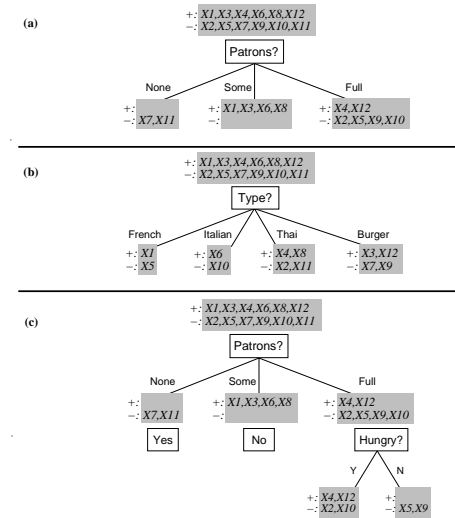 (a)
+: X1,X3,X4,X6,X8,X12
–: X2,X5,X7,X9,X10,X11
Patrons?
None Some Full
+: +: X1,X3,X6,X8 +: X4,X12
–: X7,X11 –: –: X2,X5,X9,X10
(b)
+: X1,X3,X4,X6,X8,X12
–: X2,X5,X7,X9,X10,X11
Type?
French Italian Thai Burger
+: X1 +: X6 +: X4,X8 +: X3,X12
–: X5 –: X10 –: X2,X11 –: X7,X9
(c)
+: X1,X3,X4,X6,X8,X12
–: X2,X5,X7,X9,X10,X11
Patrons?
None Some Full
+: +: X1,X3,X6,X8 +: X4,X12
–: X7,X11 –: –: X2,X5,X9,X10
Yes No Hungry?
Y N
+: X4,X12 +:
–: X2,X10 –: X5,X9